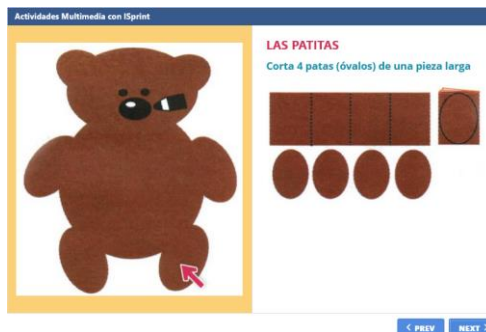 Actividades Multimedia con ISprint
LAS PATITAS
Corta 4 patas (óvalos) de una pieza larga
PREV
NEXT